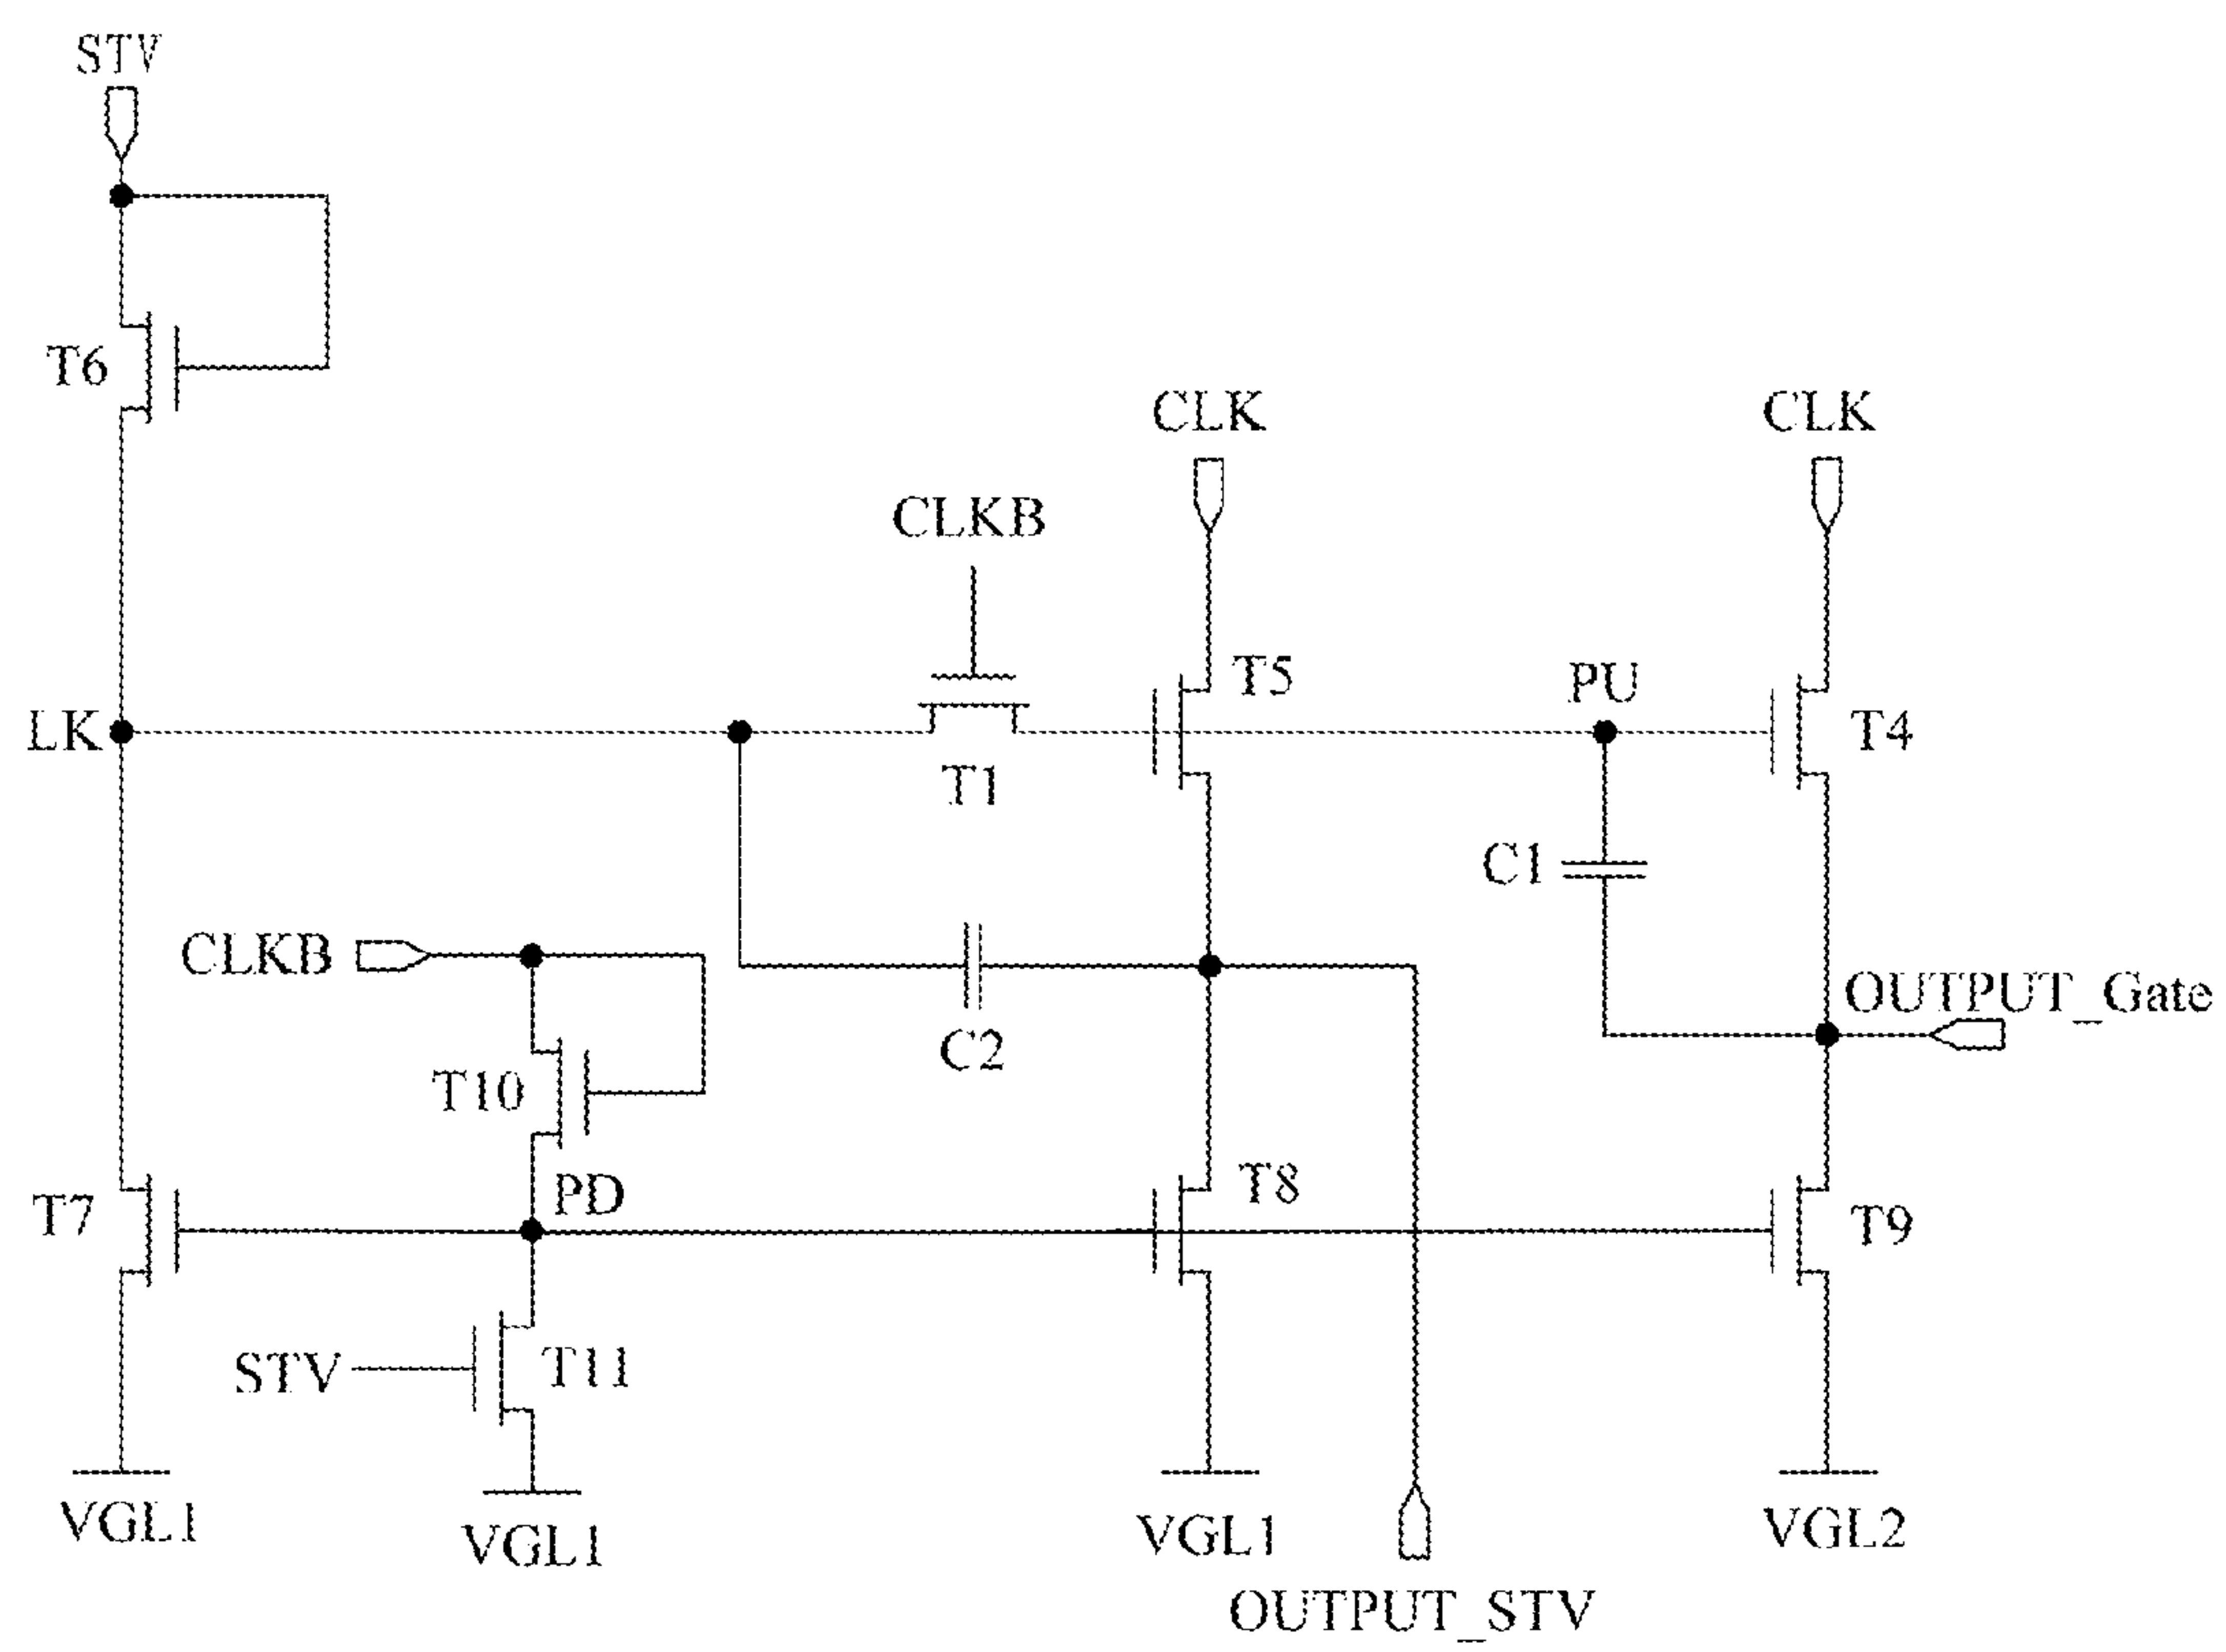 STV
T6
CLK
CLK
CLKB
T5
PU
LK
T4
T1
C1
CLKB
OUTPUT_Gate
C2
T10
PD
T8
T7
T9
STV
T11
VGL1
VGL1
VGL1
VGL2
OUTPUT_STV